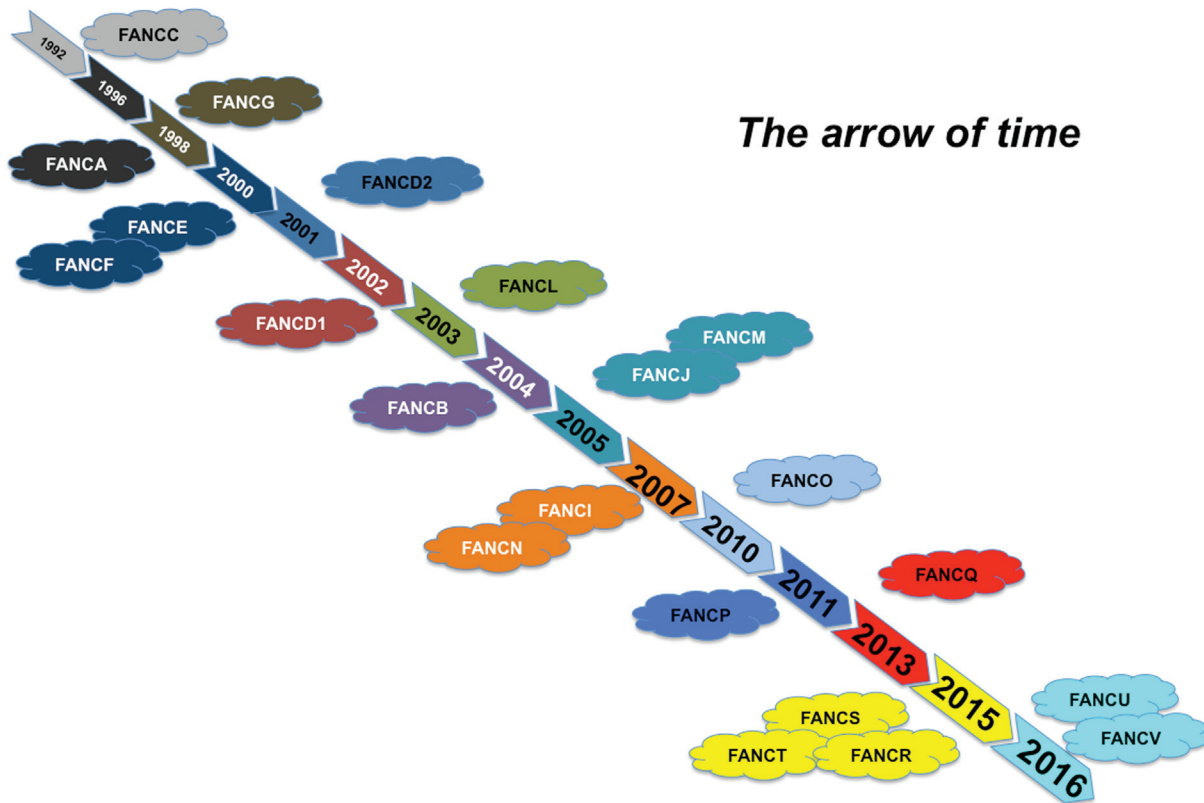 The arrow of time
1992
FANCC
1996
FANCA
1998
FANCG
2000
FANCE
FANCF
2001
FANCD2
2002
FANCD1
2003
FANCL
2004
FANCB
2005
FANCM
FANCJ
2007
FANCI
FANCN
2010
FANCO
2011
FANCP
2013
FANCQ
2015
FANCS
FANCT
FANCR
2016
FANCU
FANCV